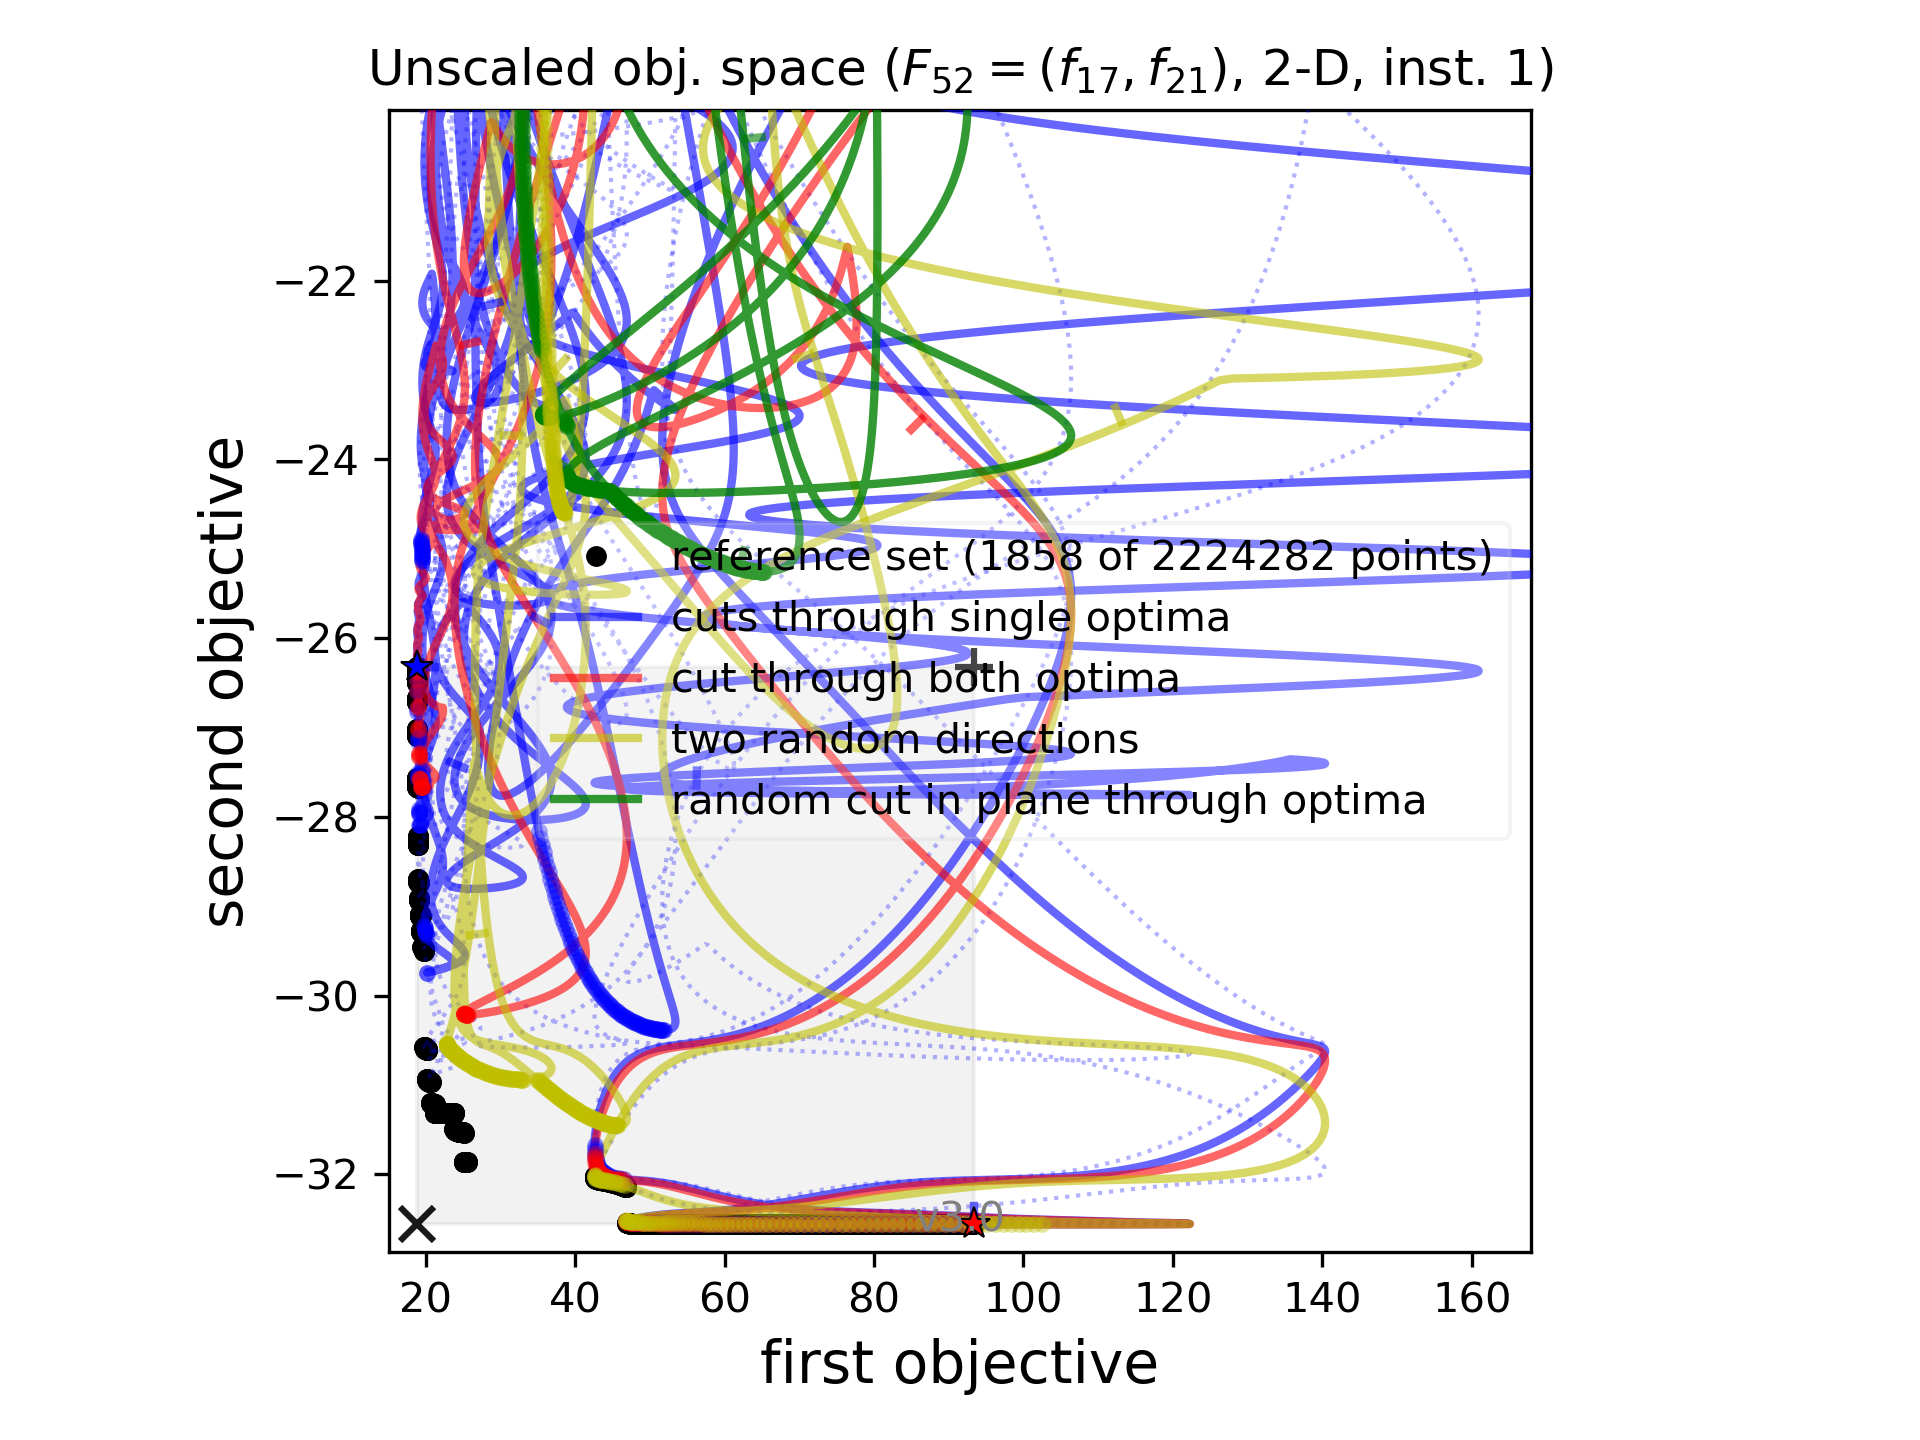 Unscaled obj. space (F52 = (f17, f21), 2-D, inst. 1)
second objective
−22
−24
−26
−28
−30
−32
reference set (1858 of 2224282 points)
cuts through single optima
cut through both optima
two random directions
random cut in plane through optima
v3.0
20 40 60 80 100 120 140 160
first objective